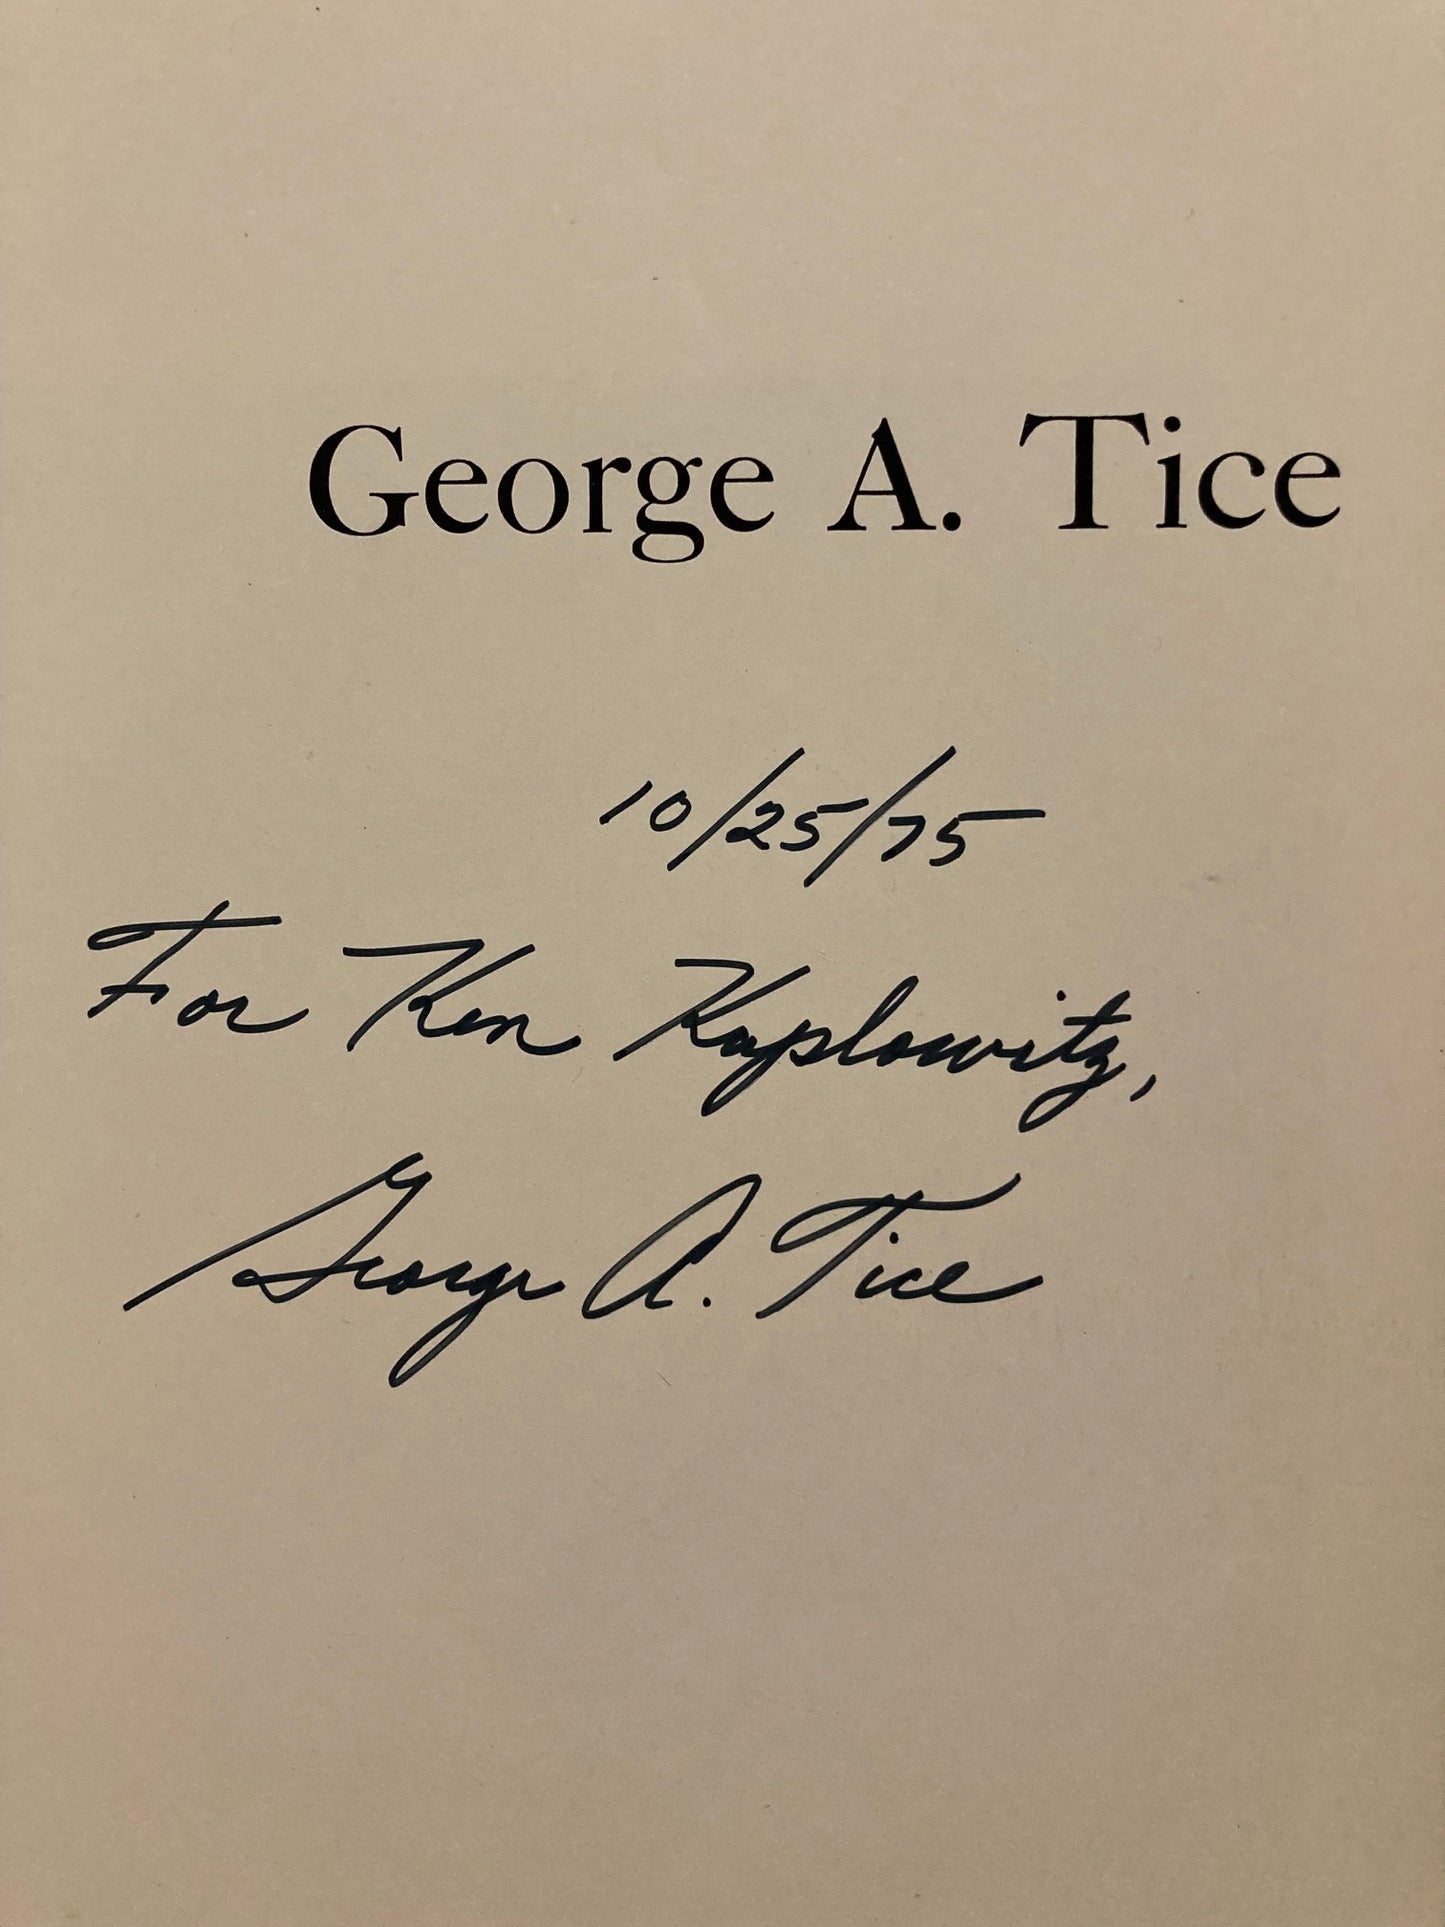 George A. Tice
10/25/75
For Ken Kaplowitz,
George A. Tice